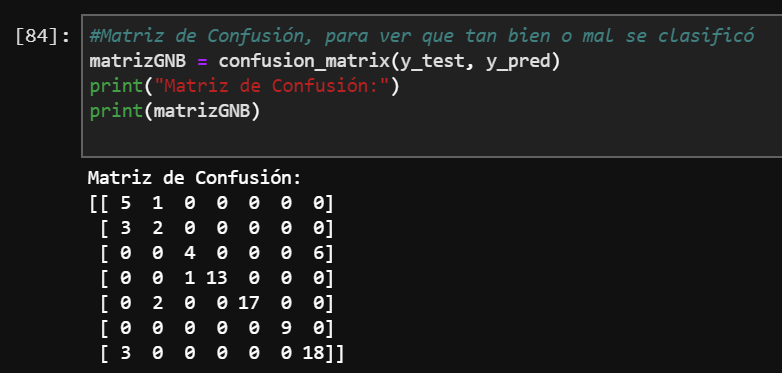 [84]: #Matriz de Confusión, para ver que tan bien o mal se clasificó
matrizGNB = confusion_matrix(y_test, y_pred)
print("Matriz de Confusión:")
print(matrizGNB)
Matriz de Confusión:
[[ 5  1  0  0  0  0  0]
 [ 3  2  0  0  0  0  0]
 [ 0  0  4  0  0  0  6]
 [ 0  0  1 13  0  0  0]
 [ 0  2  0  0 17  0  0]
 [ 0  0  0  0  0  9  0]
 [ 3  0  0  0  0  0 18]]